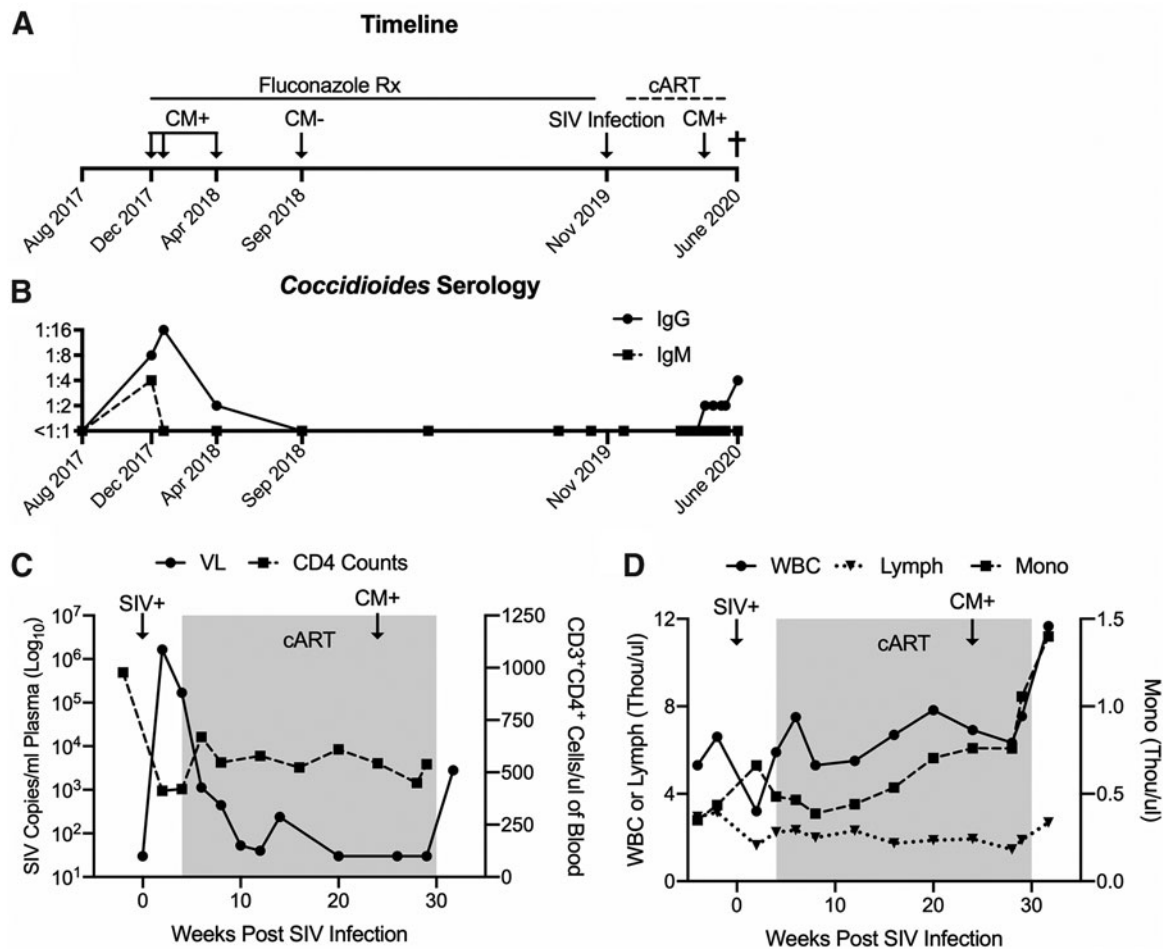 A
Timeline
Fluconazole Rx
cART
CM+
CM-
SIV Infection
CM+
Aug 2017
Dec 2017
Apr 2018
Sep 2018
Nov 2019
June 2020
B
Coccidioides Serology
1:16
1:8
1:4
1:2
<1:1
IgG
IgM
Aug 2017
Dec 2017
Apr 2018
Sep 2018
Nov 2019
June 2020
C
VL
CD4 Counts
SIV+
CM+
cART
SIV Copies/ml Plasma (Log₁₀)
10⁷
10⁶
10⁵
10⁴
10³
10²
10¹
1250
1000
750
500
250
0
CD3⁺CD4⁺ Cells/ul of Blood
0
10
20
30
Weeks Post SIV Infection
D
WBC
Lymph
Mono
SIV+
CM+
cART
WBC or Lymph (Thou/ul)
12
9
6
3
0
1.5
1.0
0.5
0.0
Mono (Thou/ul)
0
10
20
30
Weeks Post SIV Infection